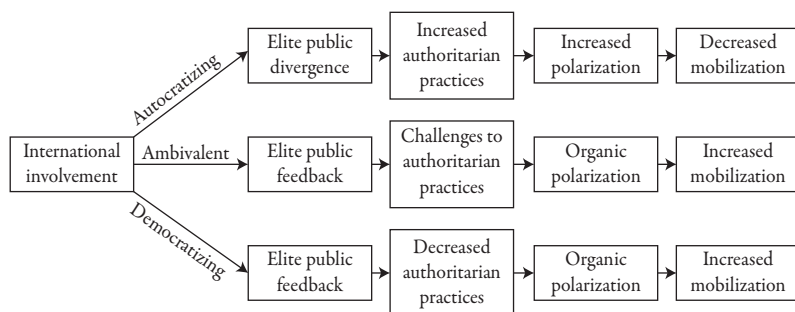 International
involvement
Autocratizing
Elite public
divergence
Increased
authoritarian
practices
Increased
polarization
Decreased
mobilization
Ambivalent
Elite public
feedback
Challenges to
authoritarian
practices
Organic
polarization
Increased
mobilization
Democratizing
Elite public
feedback
Decreased
authoritarian
practices
Organic
polarization
Increased
mobilization